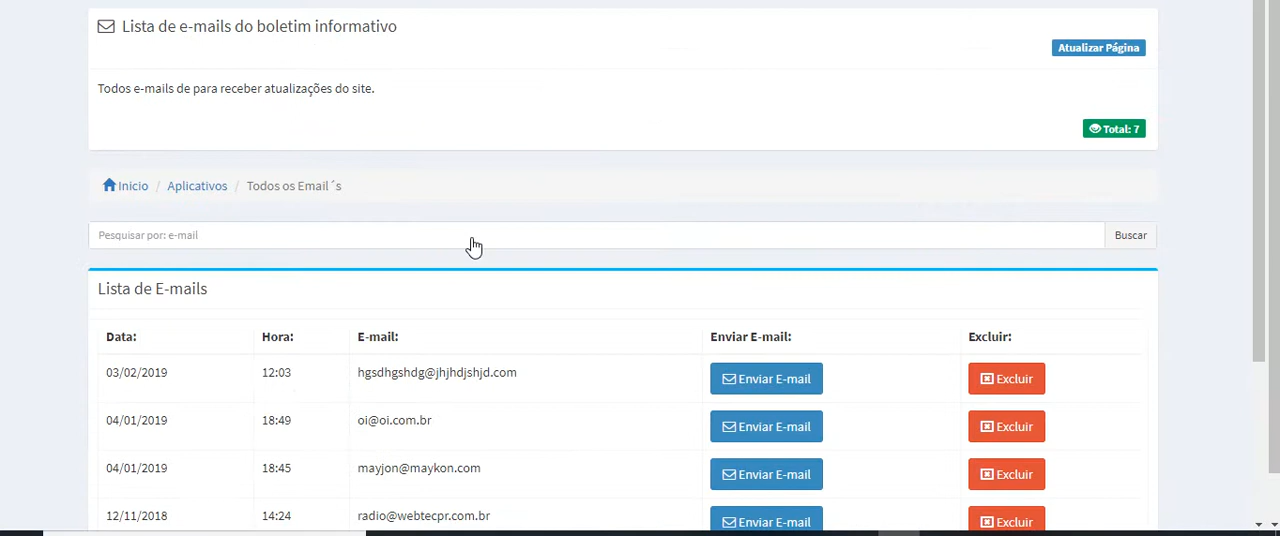 Lista de e-mails do boletim informativo
Atualizar Página
Todos e-mails de para receber atualizações do site.
Total: 7
Inicio / Aplicativos / Todos os Email´s
Pesquisar por: e-mail Buscar
Lista de E-mails
Data: Hora: E-mail: Enviar E-mail: Excluir:
03/02/2019 12:03 hgsdhgshdg@jhjhdjshjd.com Enviar E-mail Excluir
04/01/2019 18:49 oi@oi.com.br Enviar E-mail Excluir
04/01/2019 18:45 mayjon@maykon.com Enviar E-mail Excluir
12/11/2018 14:24 radio@webtecpr.com.br Enviar E-mail Excluir